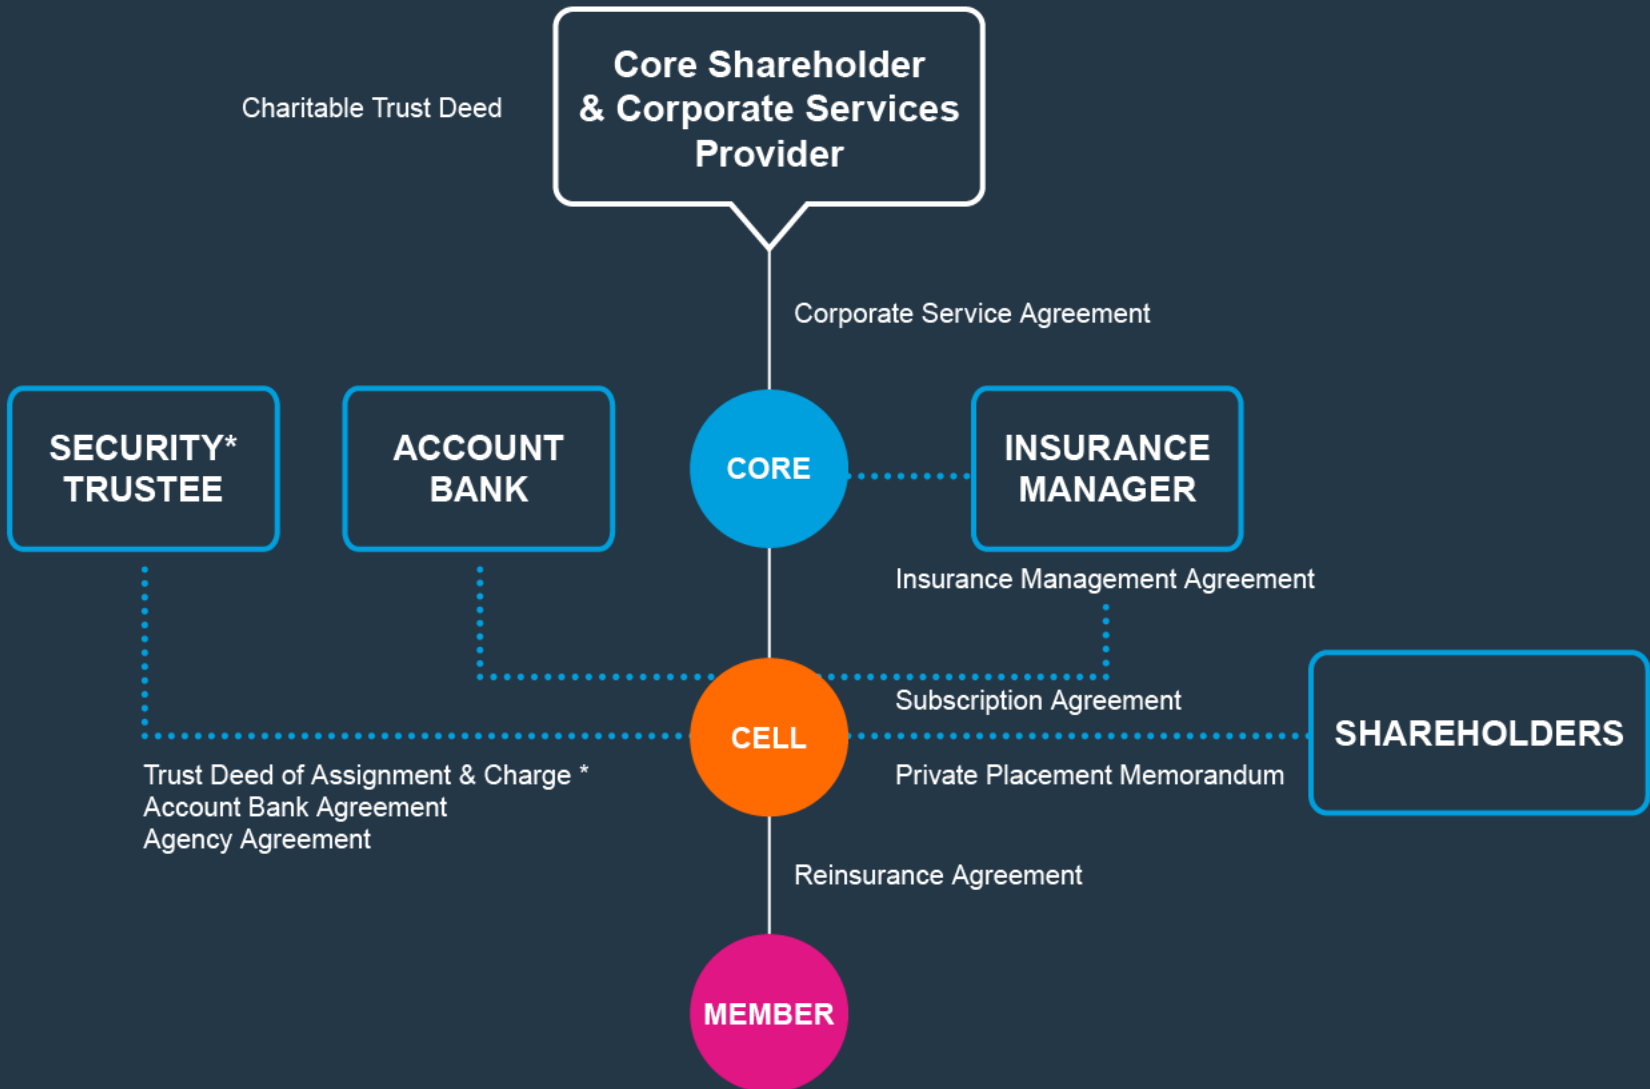 Core Shareholder
& Corporate Services
Provider
Charitable Trust Deed
Corporate Service Agreement
SECURITY*
TRUSTEE
ACCOUNT
BANK
CORE
INSURANCE
MANAGER
Insurance Management Agreement
Subscription Agreement
CELL
SHAREHOLDERS
Trust Deed of Assignment & Charge *
Account Bank Agreement
Agency Agreement
Private Placement Memorandum
Reinsurance Agreement
MEMBER